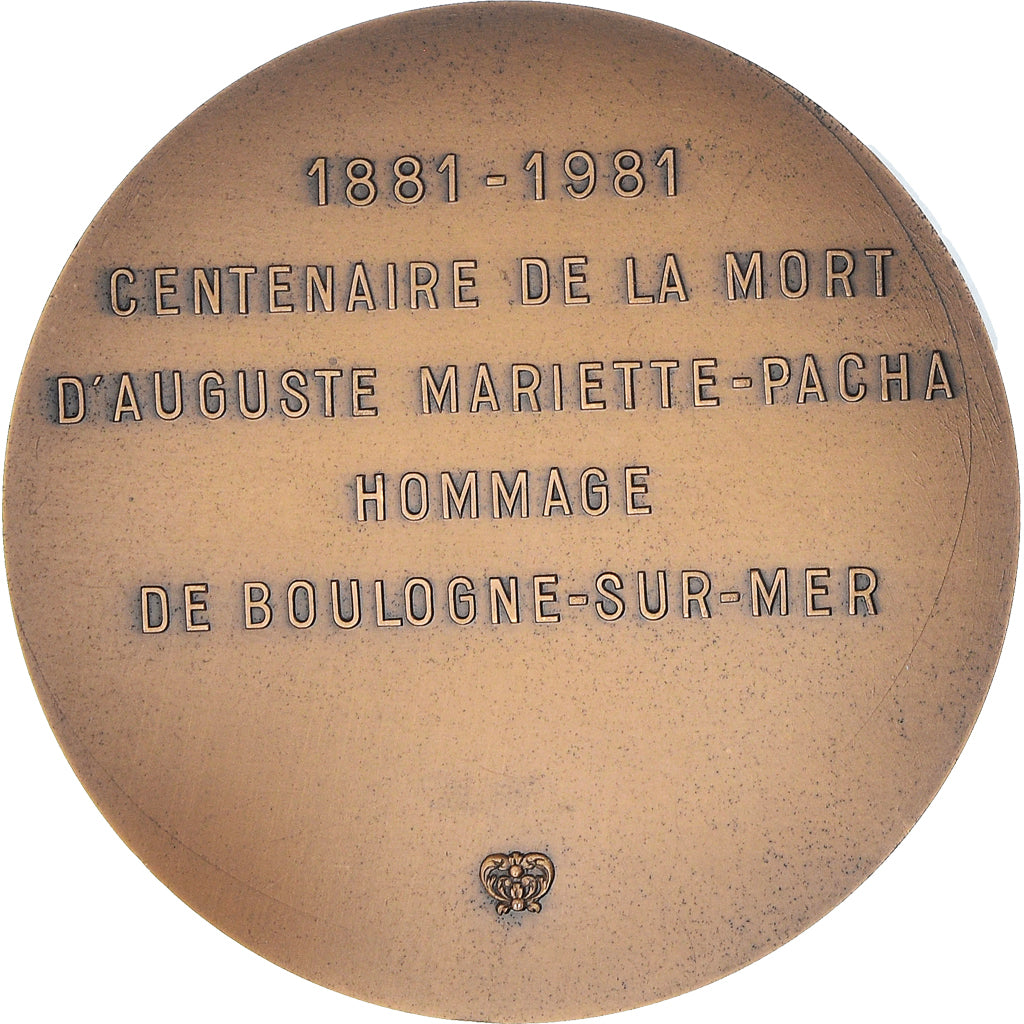 1881-1981
CENTENAIRE DE LA MORT
D'AUGUSTE MARIETTE-PACHA
HOMMAGE
DE BOULOGNE-SUR-MER